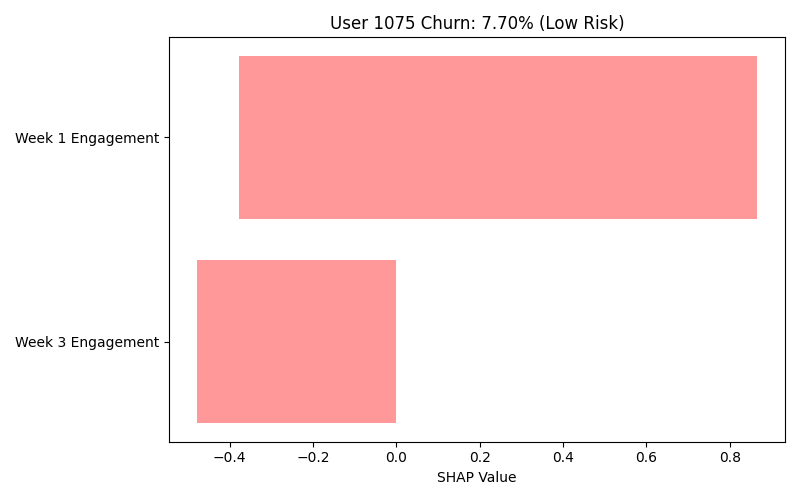 User 1075 Churn: 7.70% (Low Risk)
Week 1 Engagement
Week 3 Engagement
−0.4 −0.2 0.0 0.2 0.4 0.6 0.8
SHAP Value